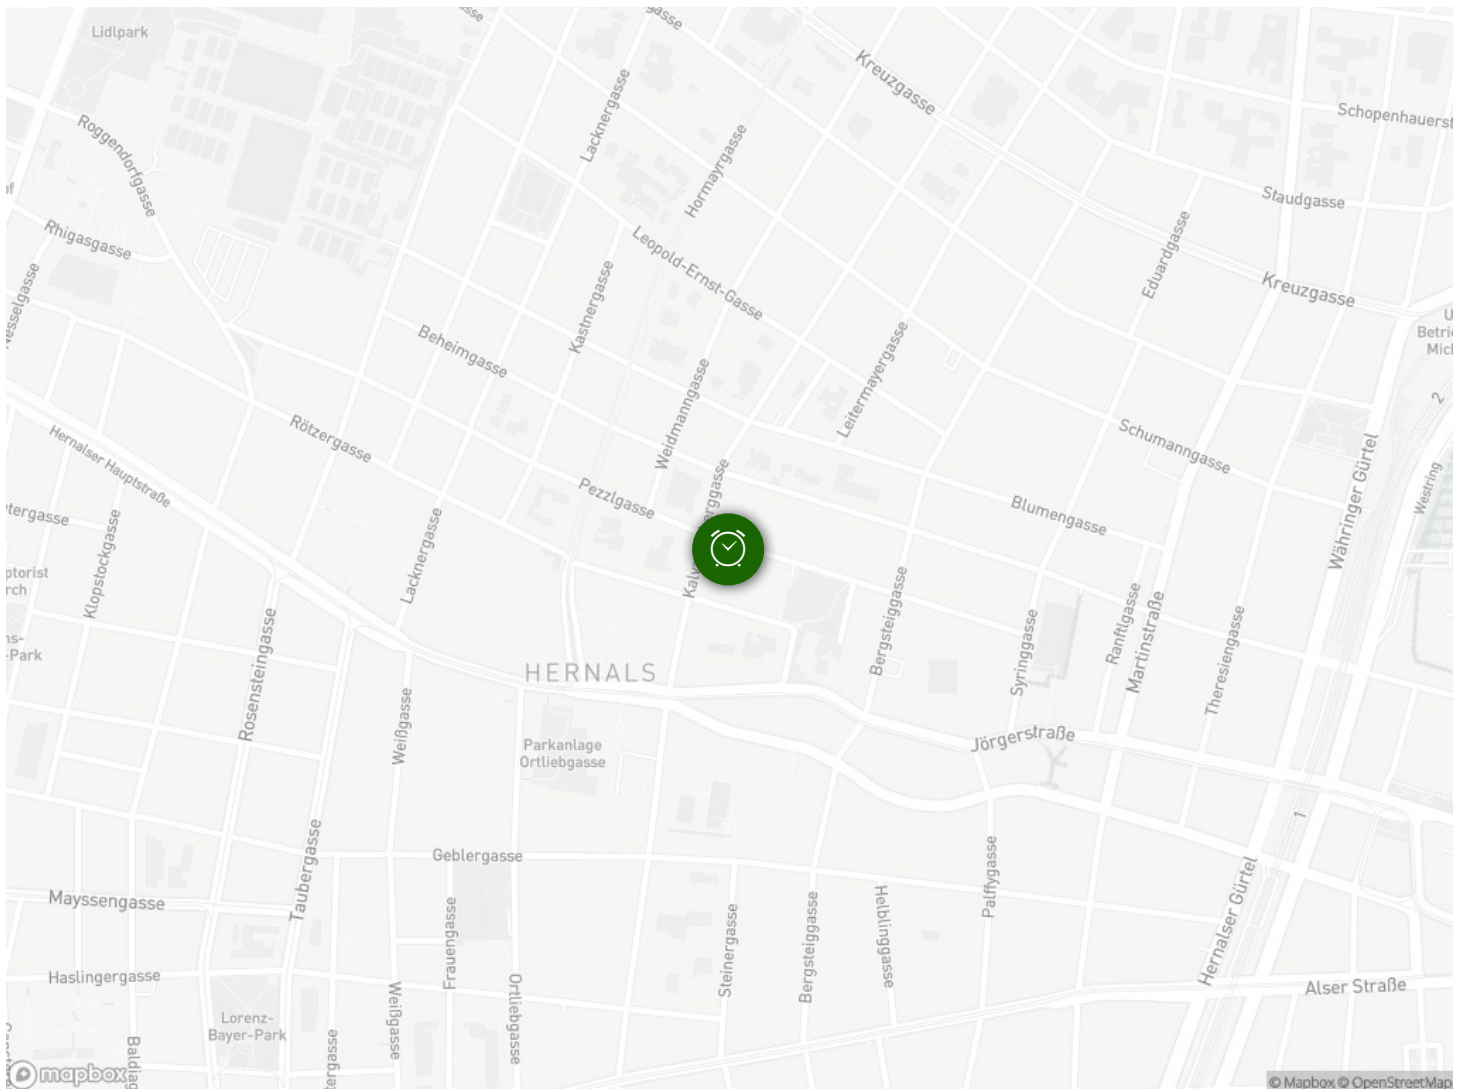 Lidlpark
Kreuzgasse
Schopenhauerst
Lacknergasse
Hormayrgasse
Roggendorfgasse
Staudgasse
Rhigasgasse
Eduardgasse
Leopold-Ernst-Gasse
Kreuzgasse
Kastnergasse
Beheimgasse
Leitermayergasse
Weidmanngasse
Rötzergasse
Hernalser Hauptstraße
Schumanngasse
Währinger Gürtel
Westring
2
Pezzlgasse
Blumengasse
Klopstockgasse
Lacknergasse
Bergsteiggasse
Ranftlgasse
Martinstraße
Syringgasse
Theresiengasse
Rosensteingasse
HERNALS
Weißgasse
Parkanlage
Ortliebgasse
Jörgerstraße
1
Geblergasse
Taubergasse
Palffygasse
Mayssengasse
Frauengasse
Steinergasse
Bergsteiggasse
Helblinggasse
Hernalser Gürtel
Haslingergasse
Weißgasse
Ortliebgasse
Alser Straße
Lorenz-
Bayer-Park
mapbox
© Mapbox © OpenStreetMap